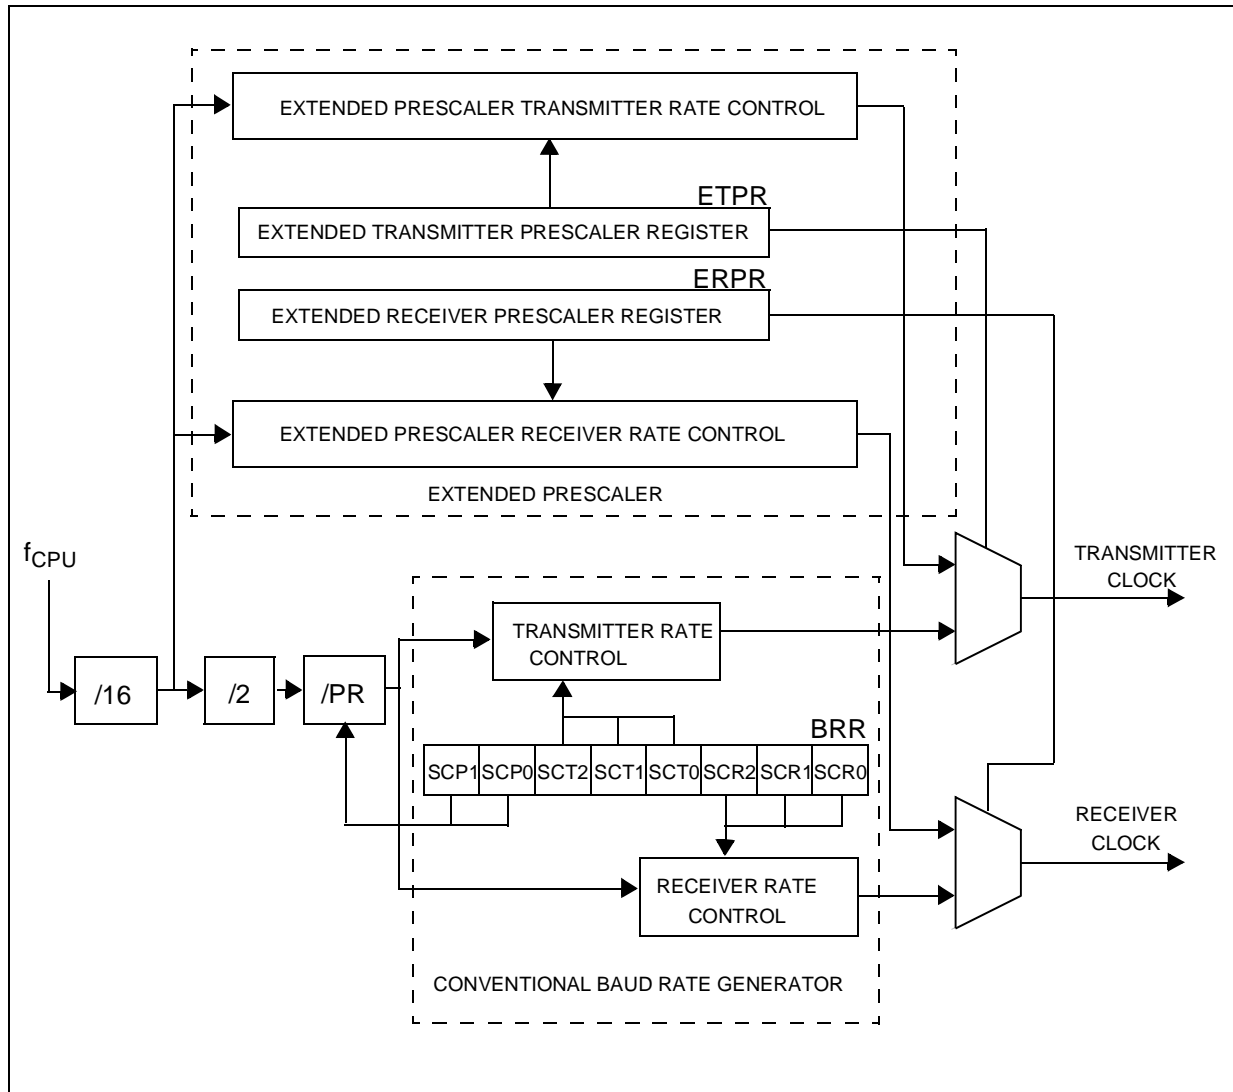 EXTENDED PRESCALER TRANSMITTER RATE CONTROL
ETPR
EXTENDED TRANSMITTER PRESCALER REGISTER
ERPR
EXTENDED RECEIVER PRESCALER REGISTER
EXTENDED PRESCALER RECEIVER RATE CONTROL
EXTENDED PRESCALER
fCPU
TRANSMITTER
CLOCK
TRANSMITTER RATE
CONTROL
/16
/2
/PR
BRR
SCP1 SCP0 SCT2 SCT1 SCT0 SCR2 SCR1 SCR0
RECEIVER
CLOCK
RECEIVER RATE
CONTROL
CONVENTIONAL BAUD RATE GENERATOR